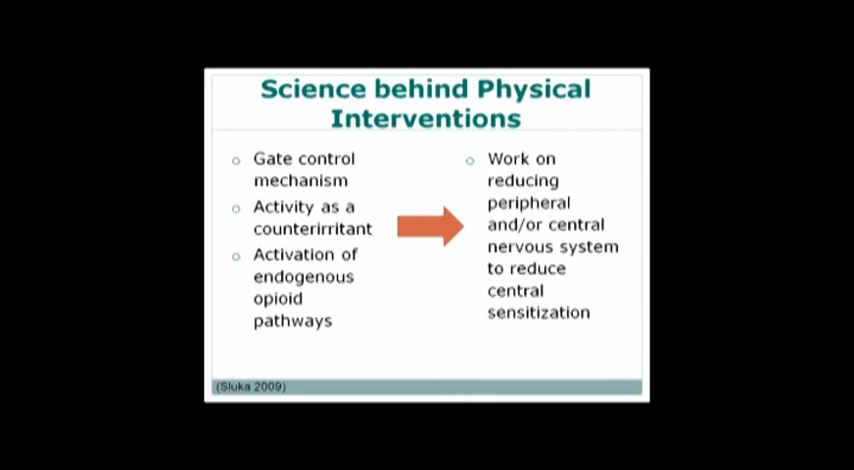 Science behind Physical
Interventions
Gate control
mechanism
Activity as a
counterirritant
Activation of
endogenous
opioid
pathways
Work on
reducing
peripheral
and/or central
nervous system
to reduce
central
sensitization
(Sluka 2009)